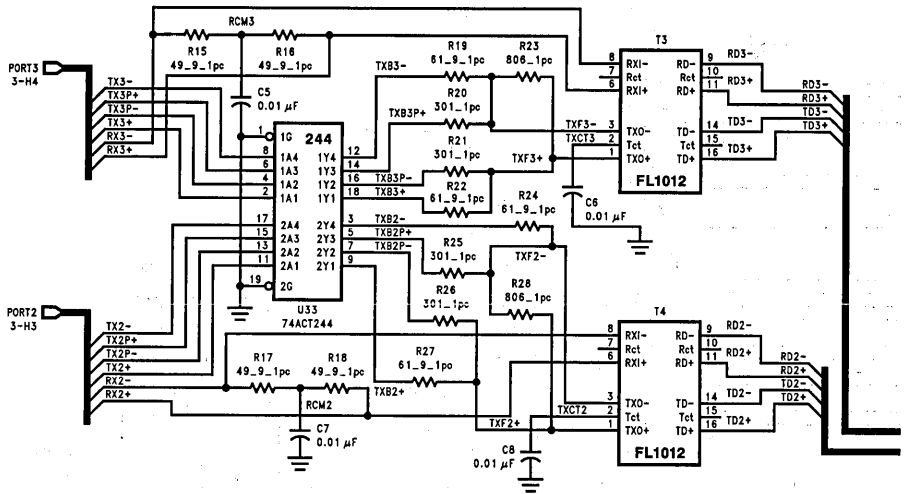 PORT3
3-H4
TX3-
TX3P+
TX3P-
TX3+
RX3-
RX3+
RCM3
R15
49_9_1pc
R16
49_9_1pc
C5
0.01 µF
R19
61_9_1pc
R23
806_1pc
TXB3-
R20
301_1pc
TXB3P+
R21
301_1pc
TXB3P-
R22
61_9_1pc
TXB3+
TXF3-
TXCT3
TXF3+
C6
0.01 µF
T3
8 RXI- RD- 9 RD3-
7 Rct Rct 10
6 RXI+ RD+ 11 RD3+
3 TXO- TD- 14 TD3-
2 Tct Tct 15
1 TXO+ TD+ 16 TD3+
FL1012
RD3-
RD3+
TD3-
TD3+
244
1 1G
8 1A4 1Y4 12
6 1A3 1Y3 14
4 1A2 1Y2 16
2 1A1 1Y1 18
17 2A4 2Y4 3
15 2A3 2Y3 5
13 2A2 2Y2 7
11 2A1 2Y1 9
19 2G
U33
74ACT244
R24
61_9_1pc
TXB2-
TXB2P+
TXB2P-
R25
301_1pc
TXF2-
R26
301_1pc
R28
806_1pc
PORT2
3-H3
TX2-
TX2P+
TX2P-
TX2+
RX2-
RX2+
R17
49_9_1pc
R18
49_9_1pc
RCM2
C7
0.01 µF
R27
61_9_1pc
TXB2+
TXF2+
TXCT2
C8
0.01 µF
T4
8 RXI- RD- 9 RD2-
7 Rct Rct 10
6 RXI+ RD+ 11 RD2+
3 TXO- TD- 14 TD2-
2 Tct Tct 15
1 TXO+ TD+ 16 TD2+
FL1012
RD2-
RD2+
TD2-
TD2+